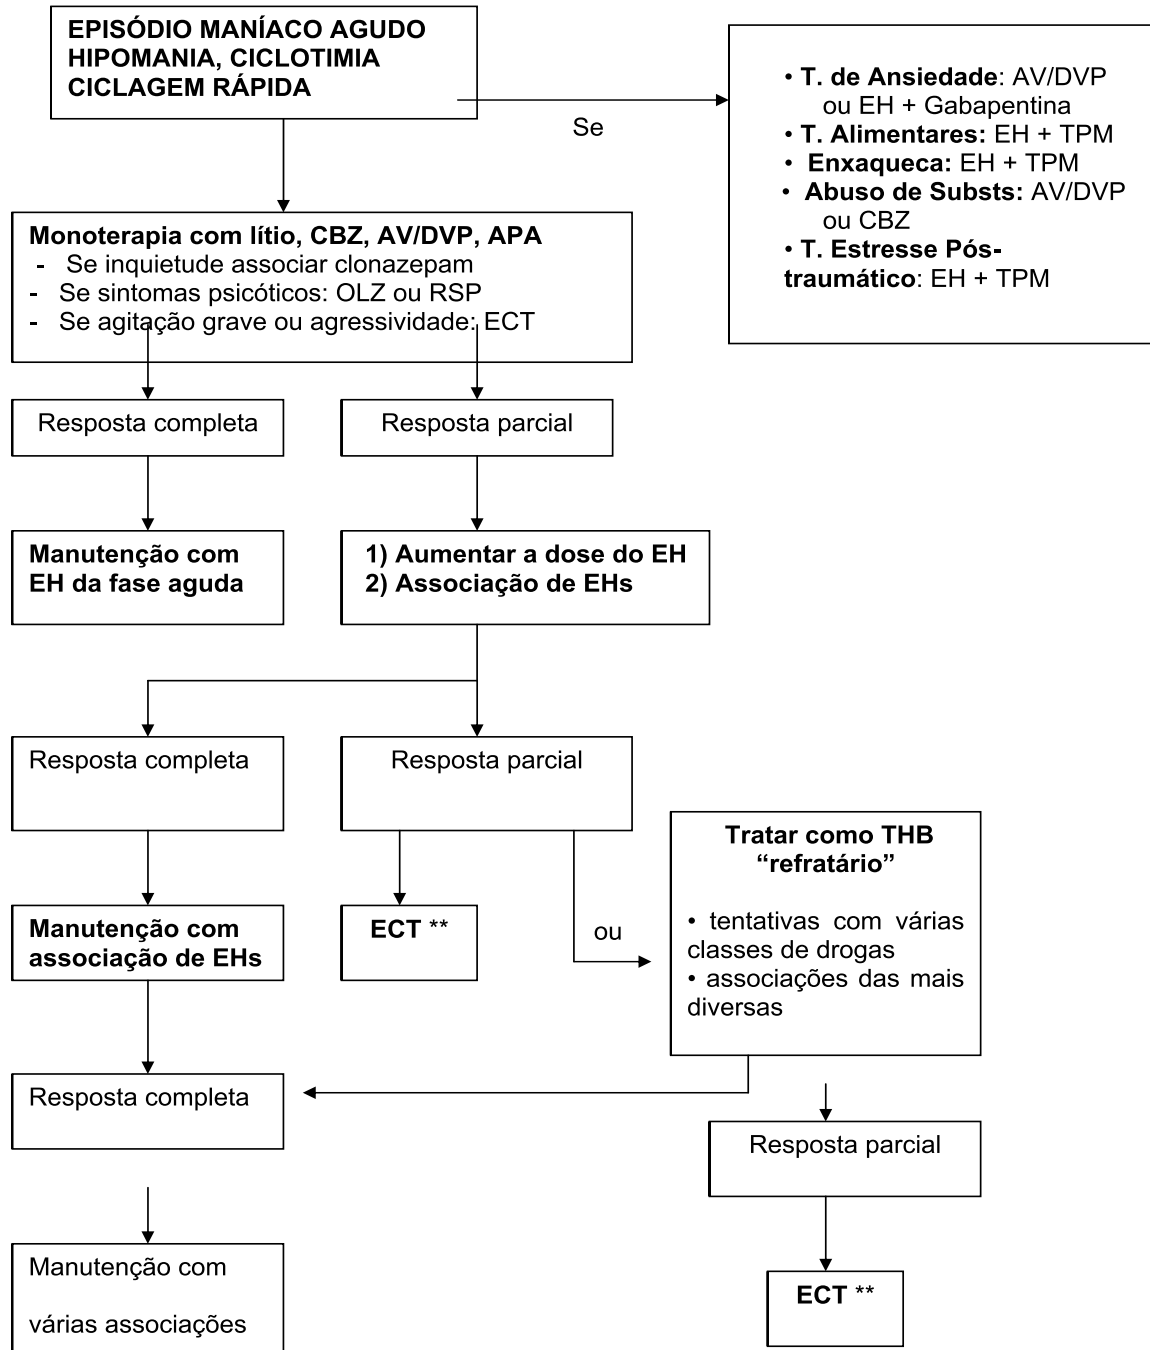 EPISÓDIO MANÍACO AGUDO
HIPOMANIA, CICLOTIMIA
CICLAGEM RÁPIDA
Se
• T. de Ansiedade: AV/DVP
ou EH + Gabapentina
• T. Alimentares: EH + TPM
• Enxaqueca: EH + TPM
• Abuso de Substs: AV/DVP
ou CBZ
• T. Estresse Pós-
traumático: EH + TPM
Monoterapia com lítio, CBZ, AV/DVP, APA
- Se inquietude associar clonazepam
- Se sintomas psicóticos: OLZ ou RSP
- Se agitação grave ou agressividade: ECT
Resposta completa
Resposta parcial
Manutenção com
EH da fase aguda
1) Aumentar a dose do EH
2) Associação de EHs
Resposta completa
Resposta parcial
Manutenção com
associação de EHs
ECT **
ou
Tratar como THB
“refratário”
• tentativas com várias
classes de drogas
• associações das mais
diversas
Resposta completa
Resposta parcial
Manutenção com
várias associações
ECT **